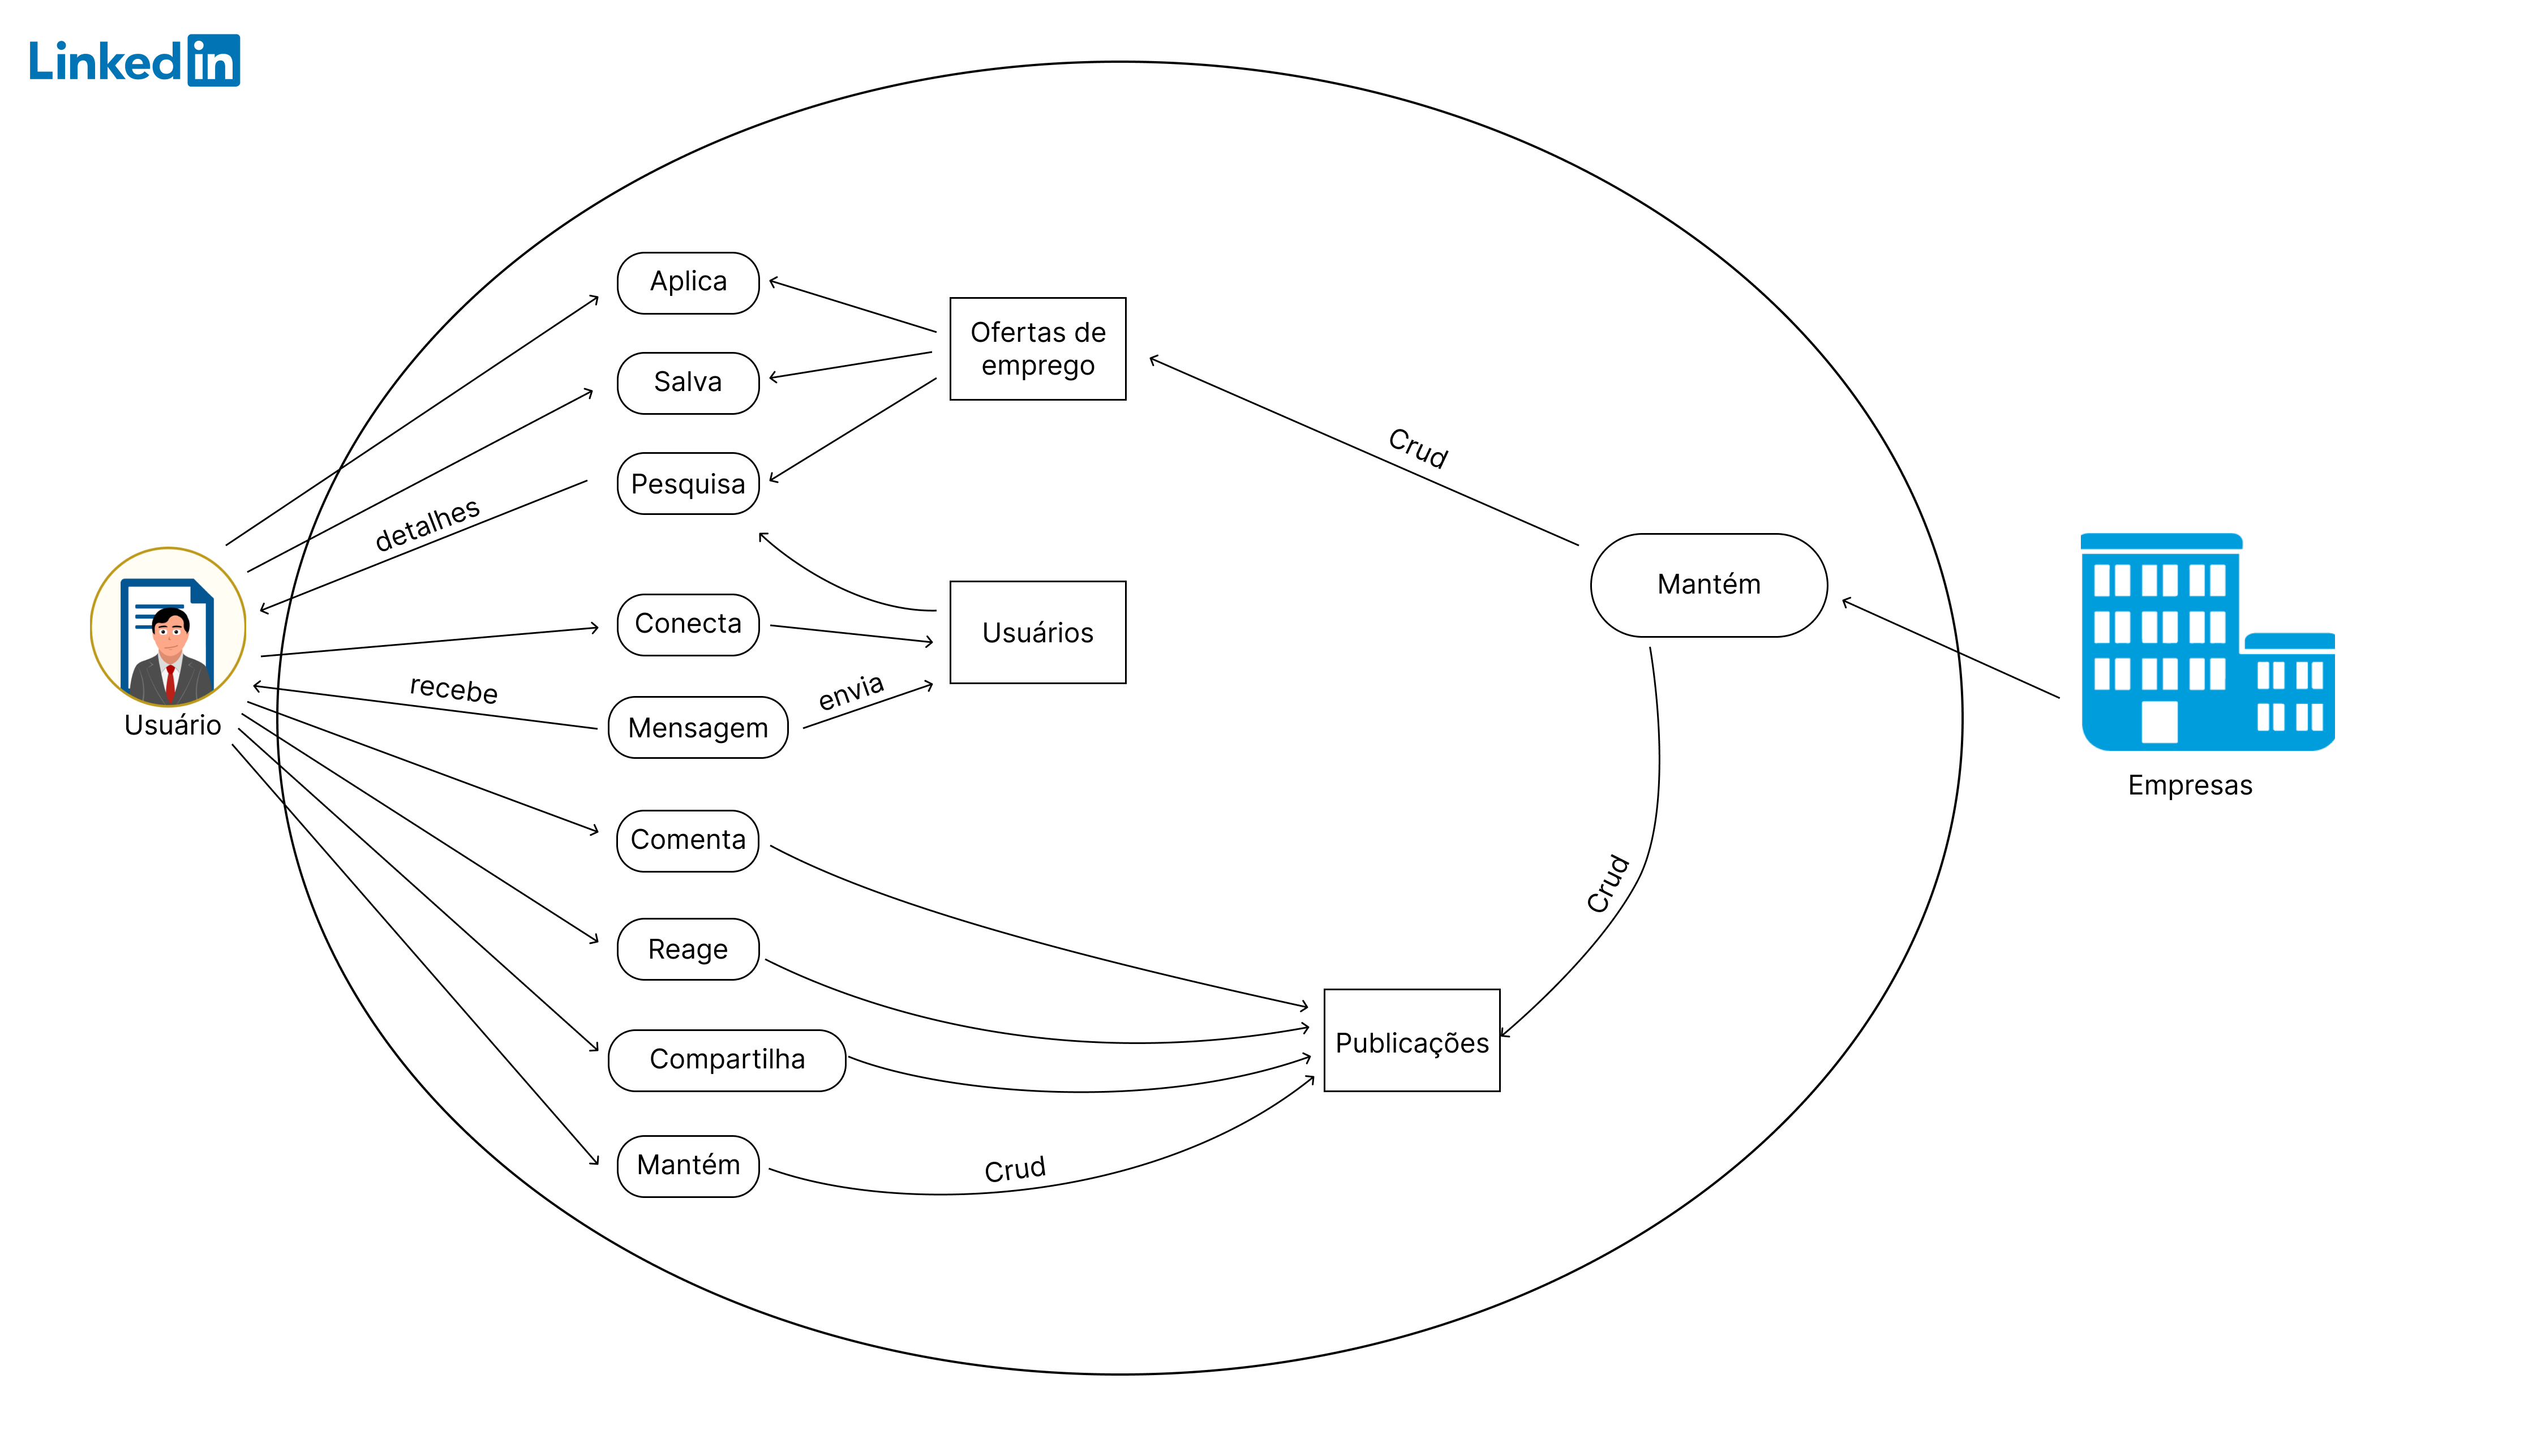 Linkedin
Aplica
Ofertas de
emprego
Salva
Crud
Pesquisa
detalhes
Mantém
Conecta
Usuários
recebe
envia
Mensagem
Usuário
Empresas
Comenta
Crud
Reage
Publicações
Compartilha
Mantém
Crud